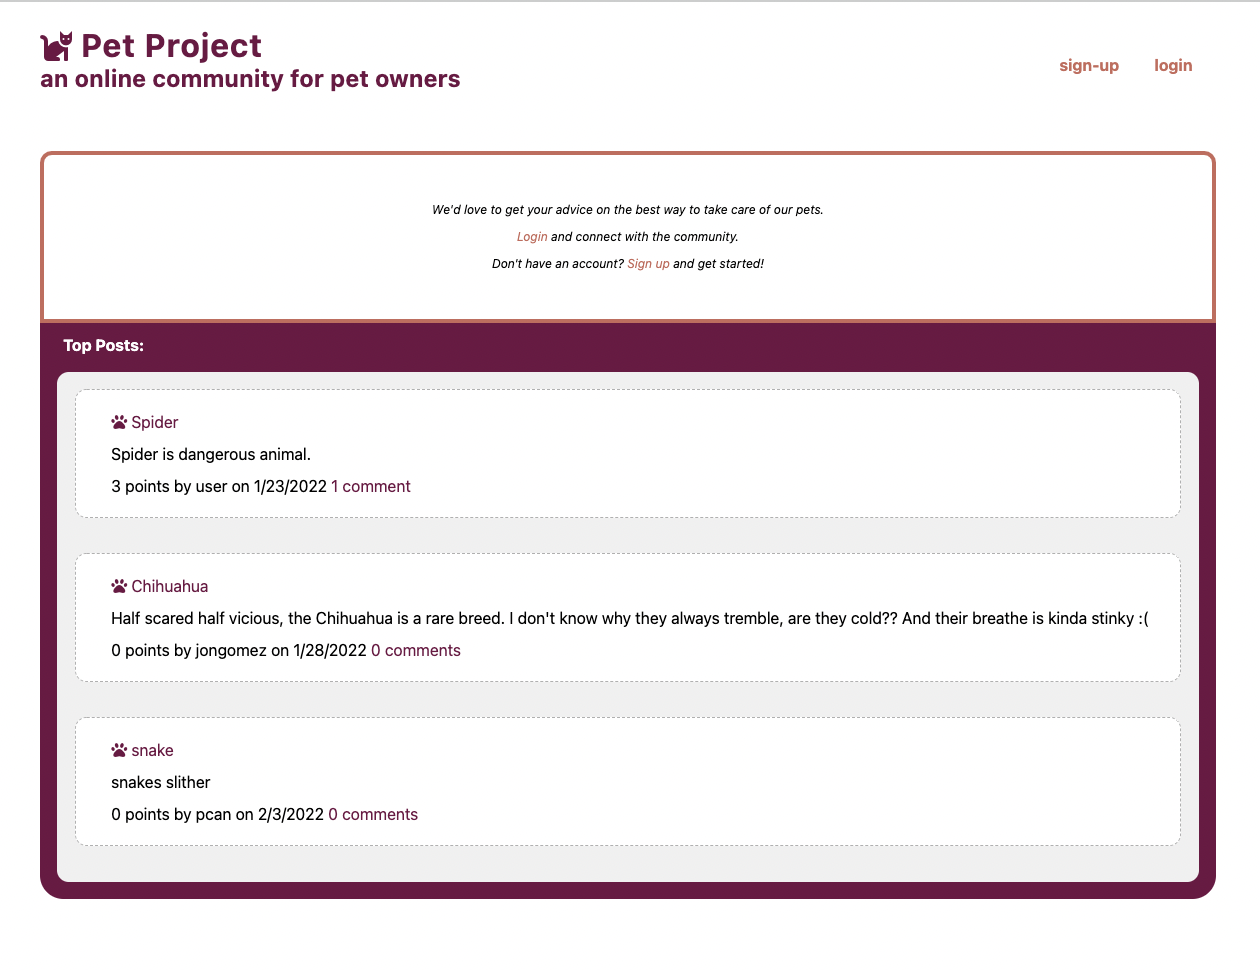 Pet Project
an online community for pet owners
sign-up login
We'd love to get your advice on the best way to take care of our pets.
Login and connect with the community.
Don't have an account? Sign up and get started!
Top Posts:
Spider
Spider is dangerous animal.
3 points by user on 1/23/2022 1 comment
Chihuahua
Half scared half vicious, the Chihuahua is a rare breed. I don't know why they always tremble, are they cold?? And their breathe is kinda stinky :(
0 points by jongomez on 1/28/2022 0 comments
snake
snakes slither
0 points by pcan on 2/3/2022 0 comments